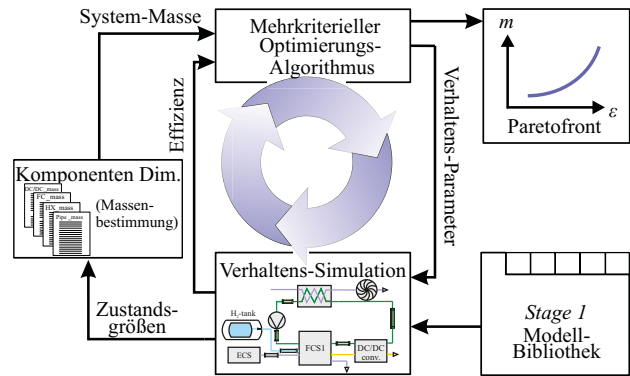 System-Masse
Mehrkriterieller
Optimierungs-
Algorithmus
m
ε
Paretofront
Effizienz
Verhaltens-Parameter
Komponenten Dim.
DC/DC_mass
FC_mass
HX_mass
Pipe_mass
(Massen-
bestimmung)
Zustands-
größen
Verhaltens-Simulation
H₂-tank
ECS
FCS1
DC/DC
conv.
Stage 1
Modell-
Bibliothek